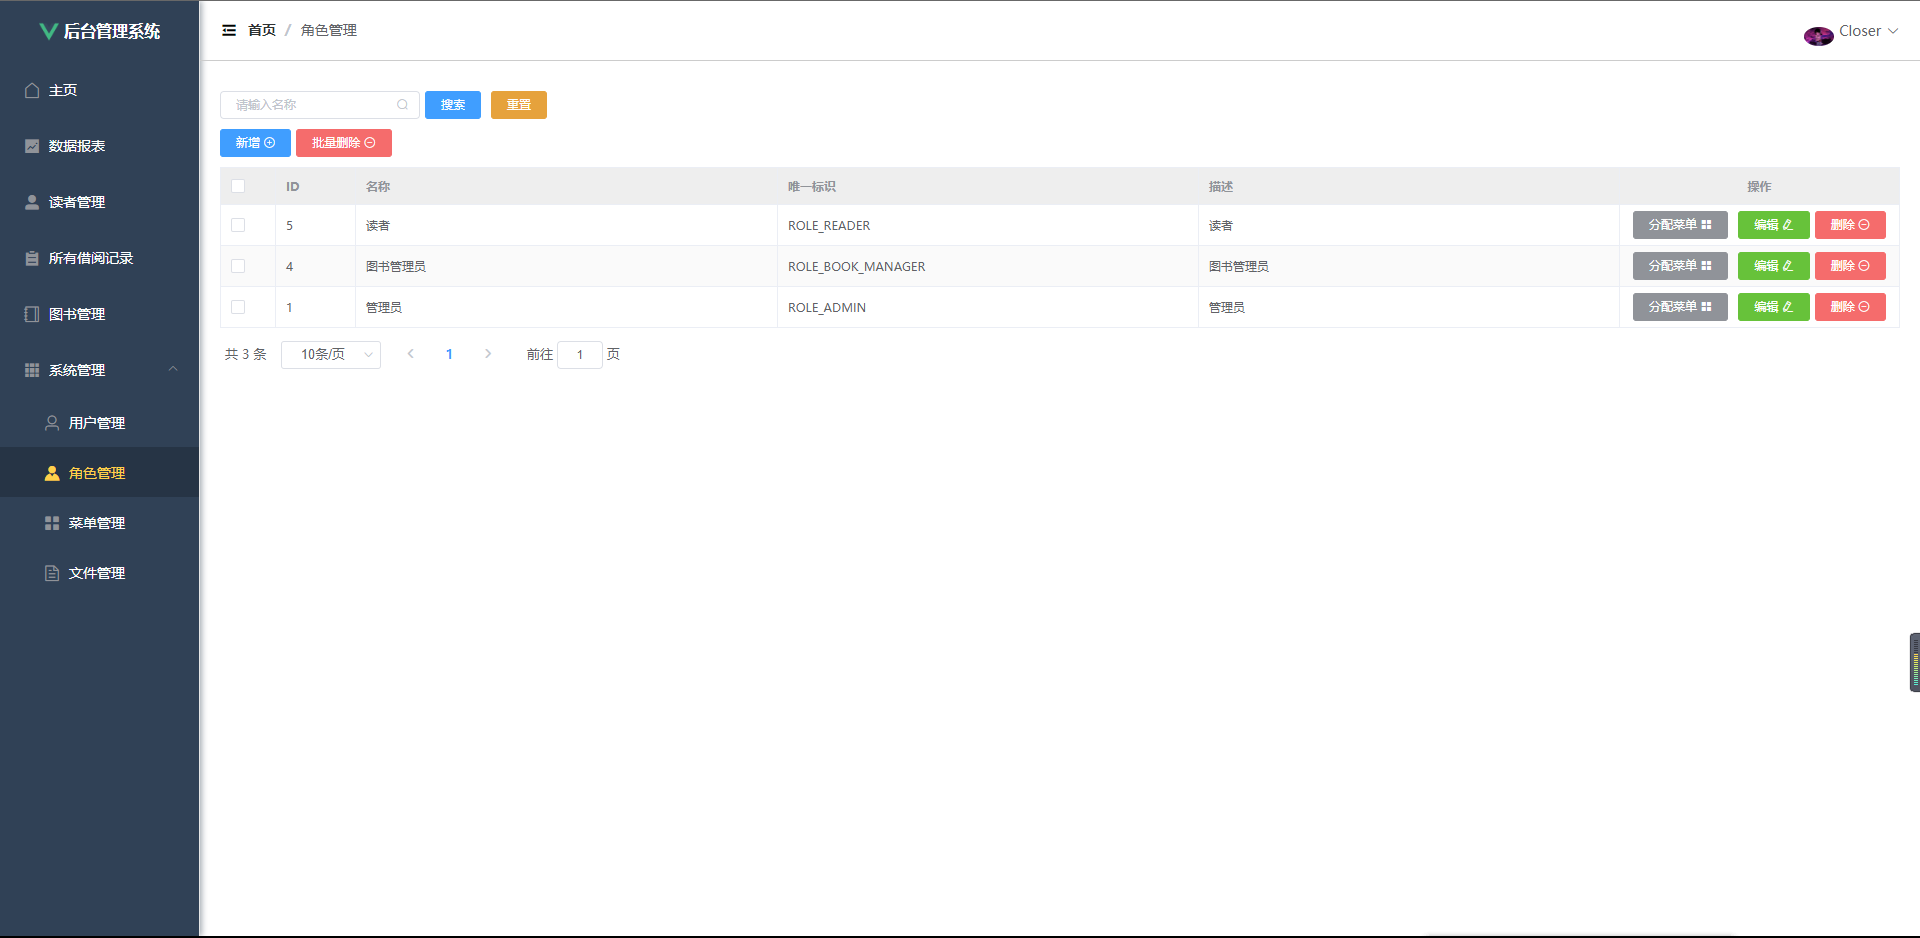 后台管理系统
主页
数据报表
读者管理
所有借阅记录
图书管理
系统管理
用户管理
角色管理
菜单管理
文件管理
首页 / 角色管理
Closer
请输入名称 搜索 重置
新增 批量删除
ID 名称 唯一标识 描述 操作
5 读者 ROLE_READER 读者 分配菜单 编辑 删除
4 图书管理员 ROLE_BOOK_MANAGER 图书管理员 分配菜单 编辑 删除
1 管理员 ROLE_ADMIN 管理员 分配菜单 编辑 删除
共 3 条 10条/页 1 前往 1 页